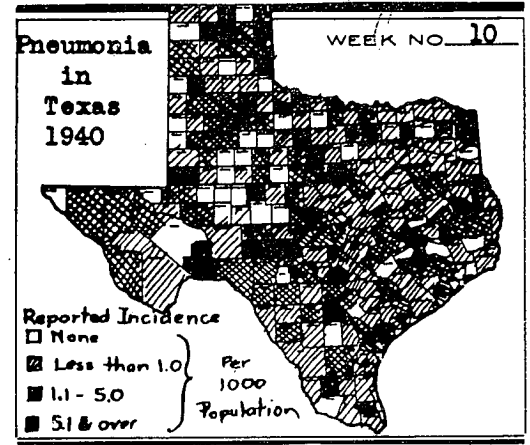 Pneumonia
in
Texas
1940
WEEK NO. 10
Reported Incidence
None
Less than 1.0
1.1 - 5.0
5.1 & over
Per
1000
Population